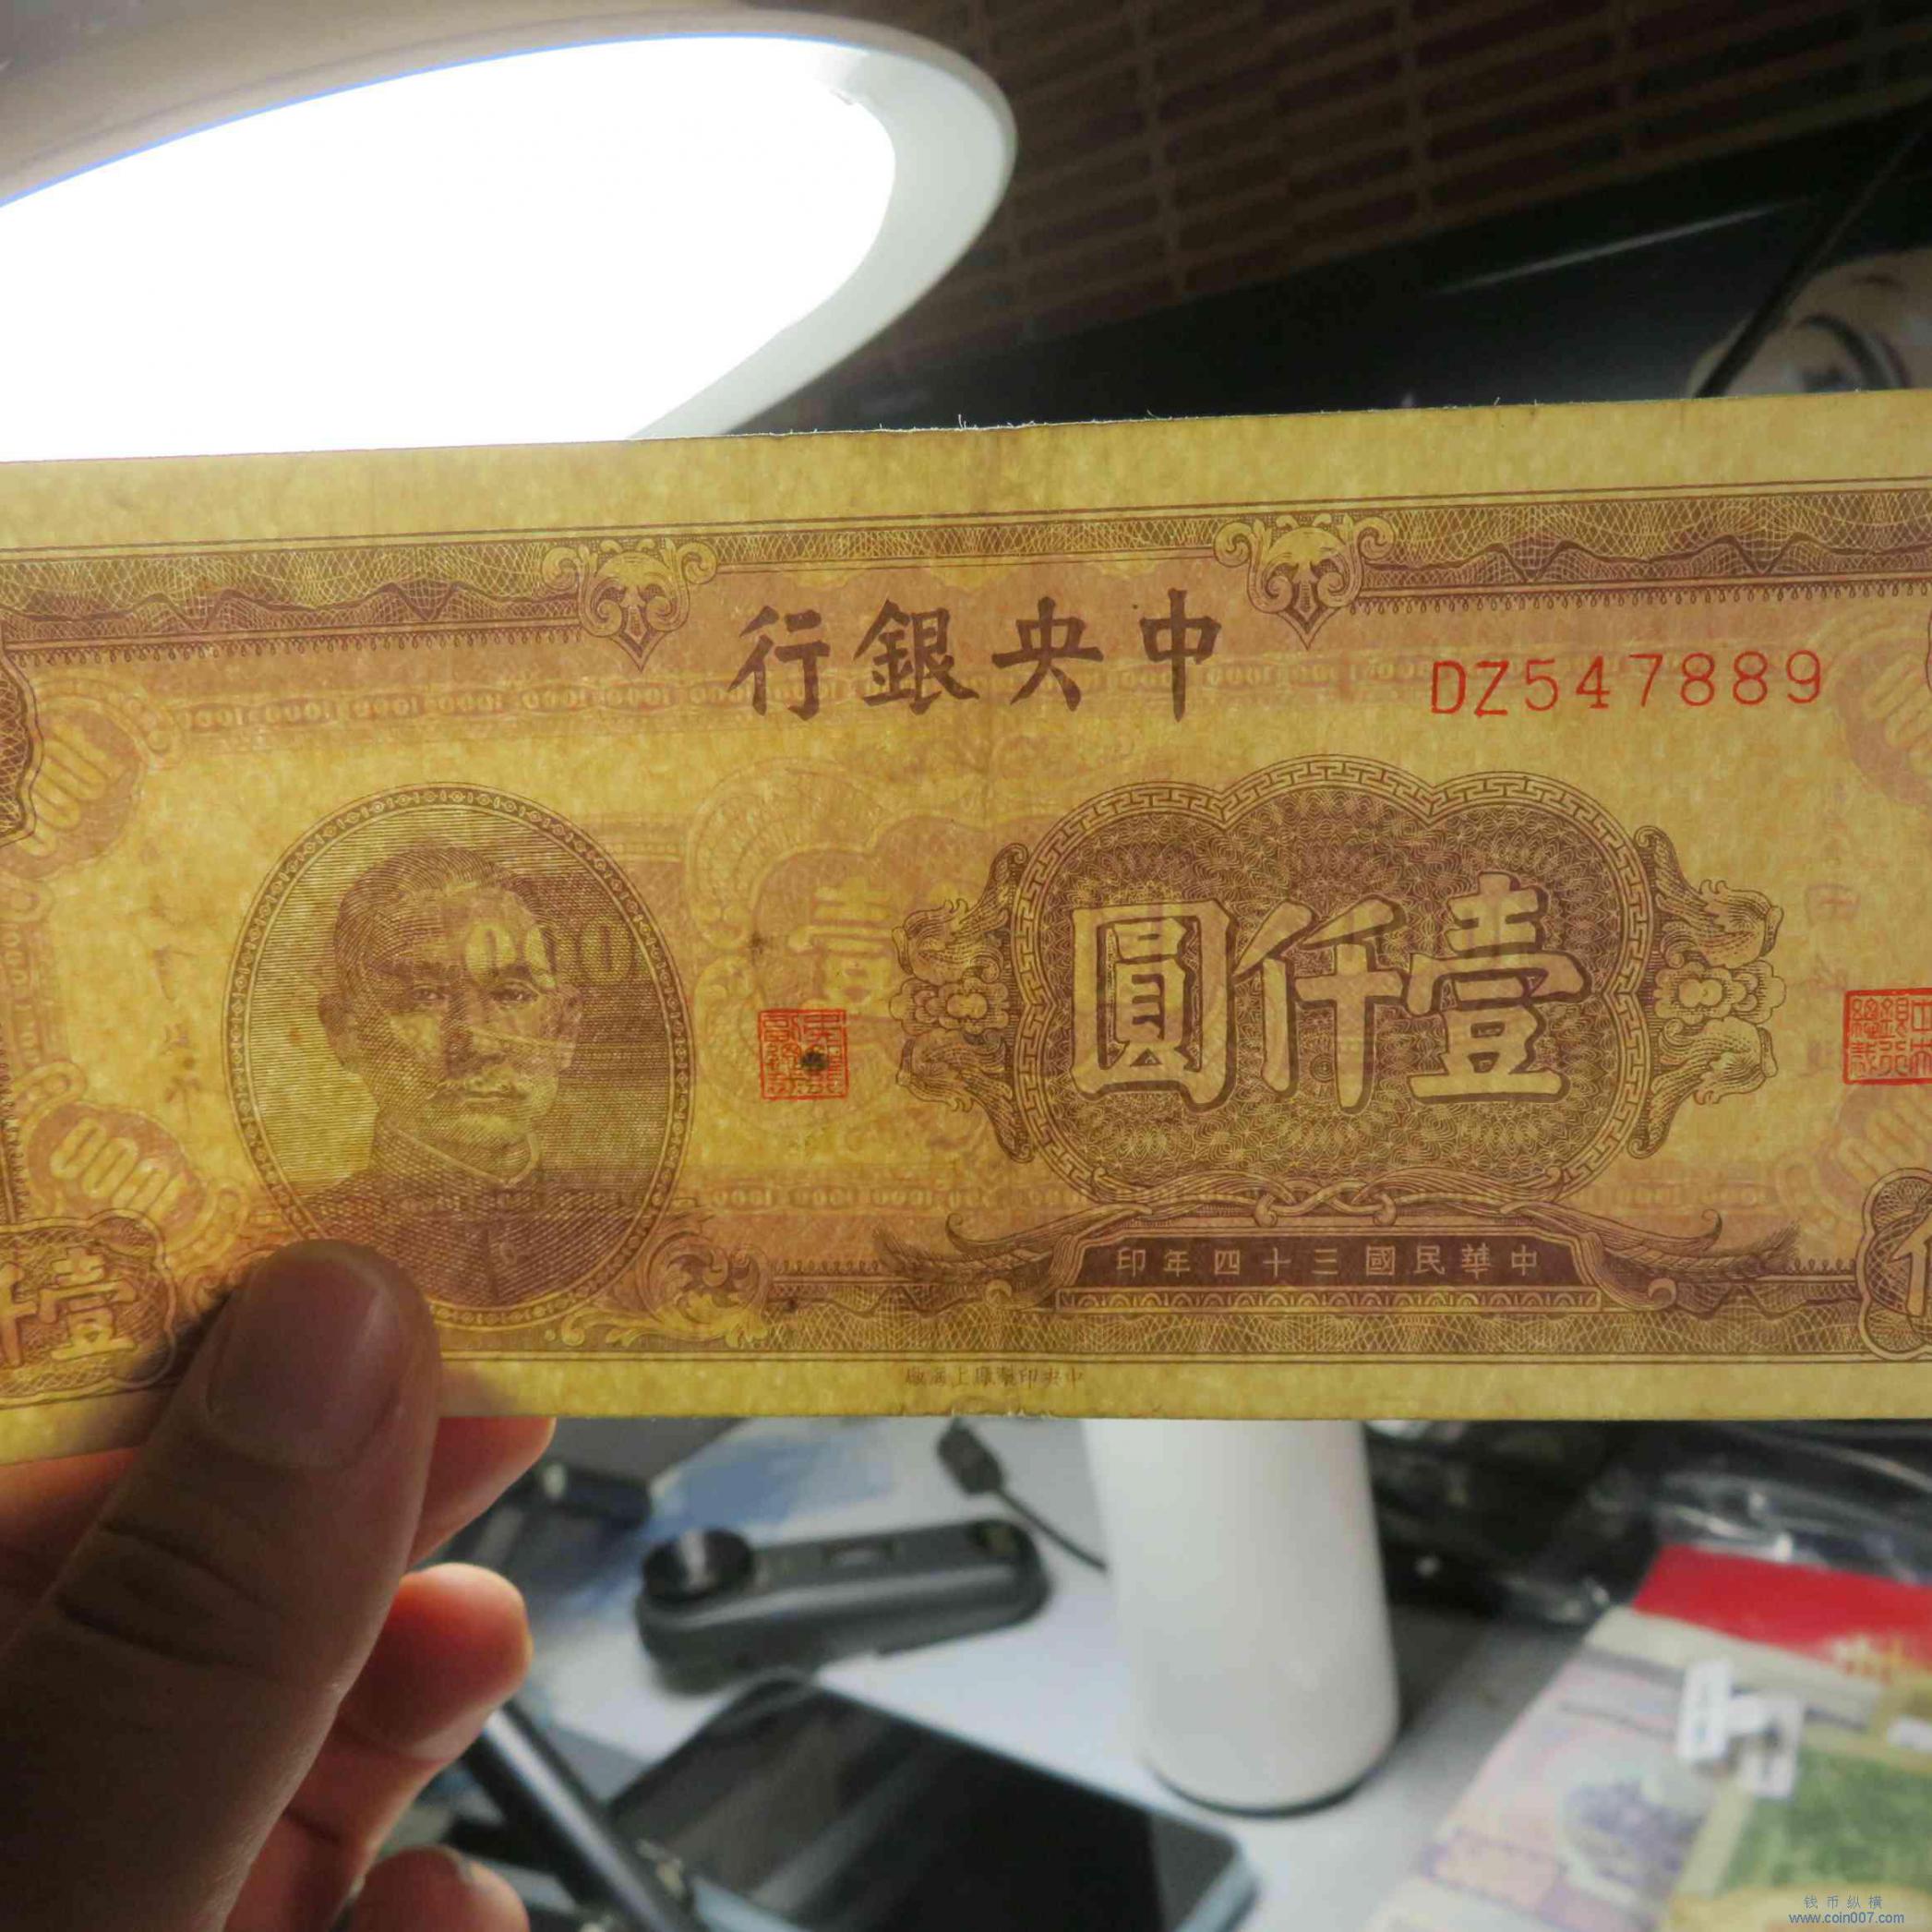 中央銀行
DZ547889
壹仟圓
中華民國三十四年印
中央印製廠上海廠
壹
钱币纵横
www.coin007.com